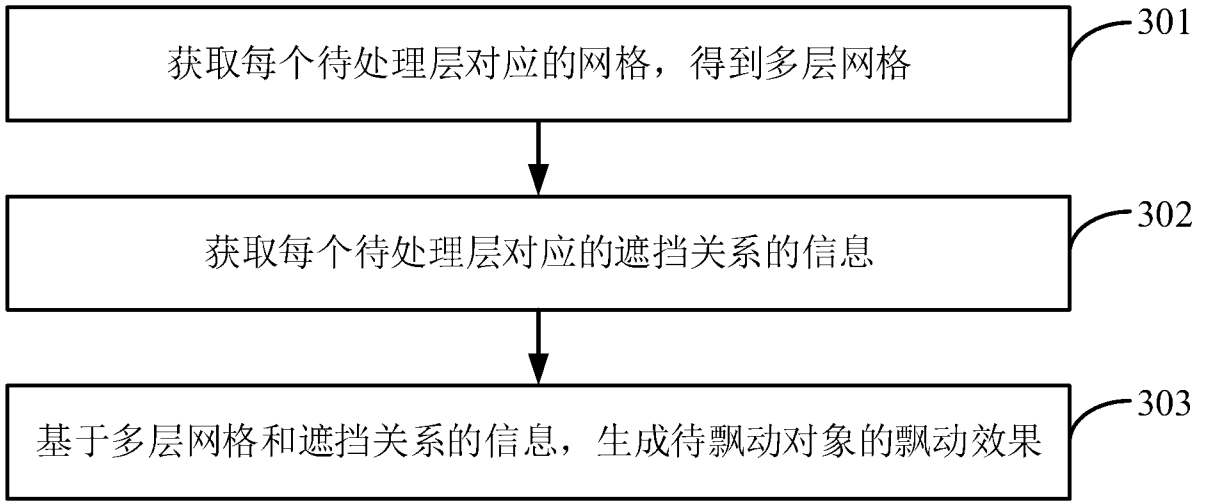 301
获取每个待处理层对应的网格，得到多层网格
302
获取每个待处理层对应的遮挡关系的信息
303
基于多层网格和遮挡关系的信息，生成待飘动对象的飘动效果